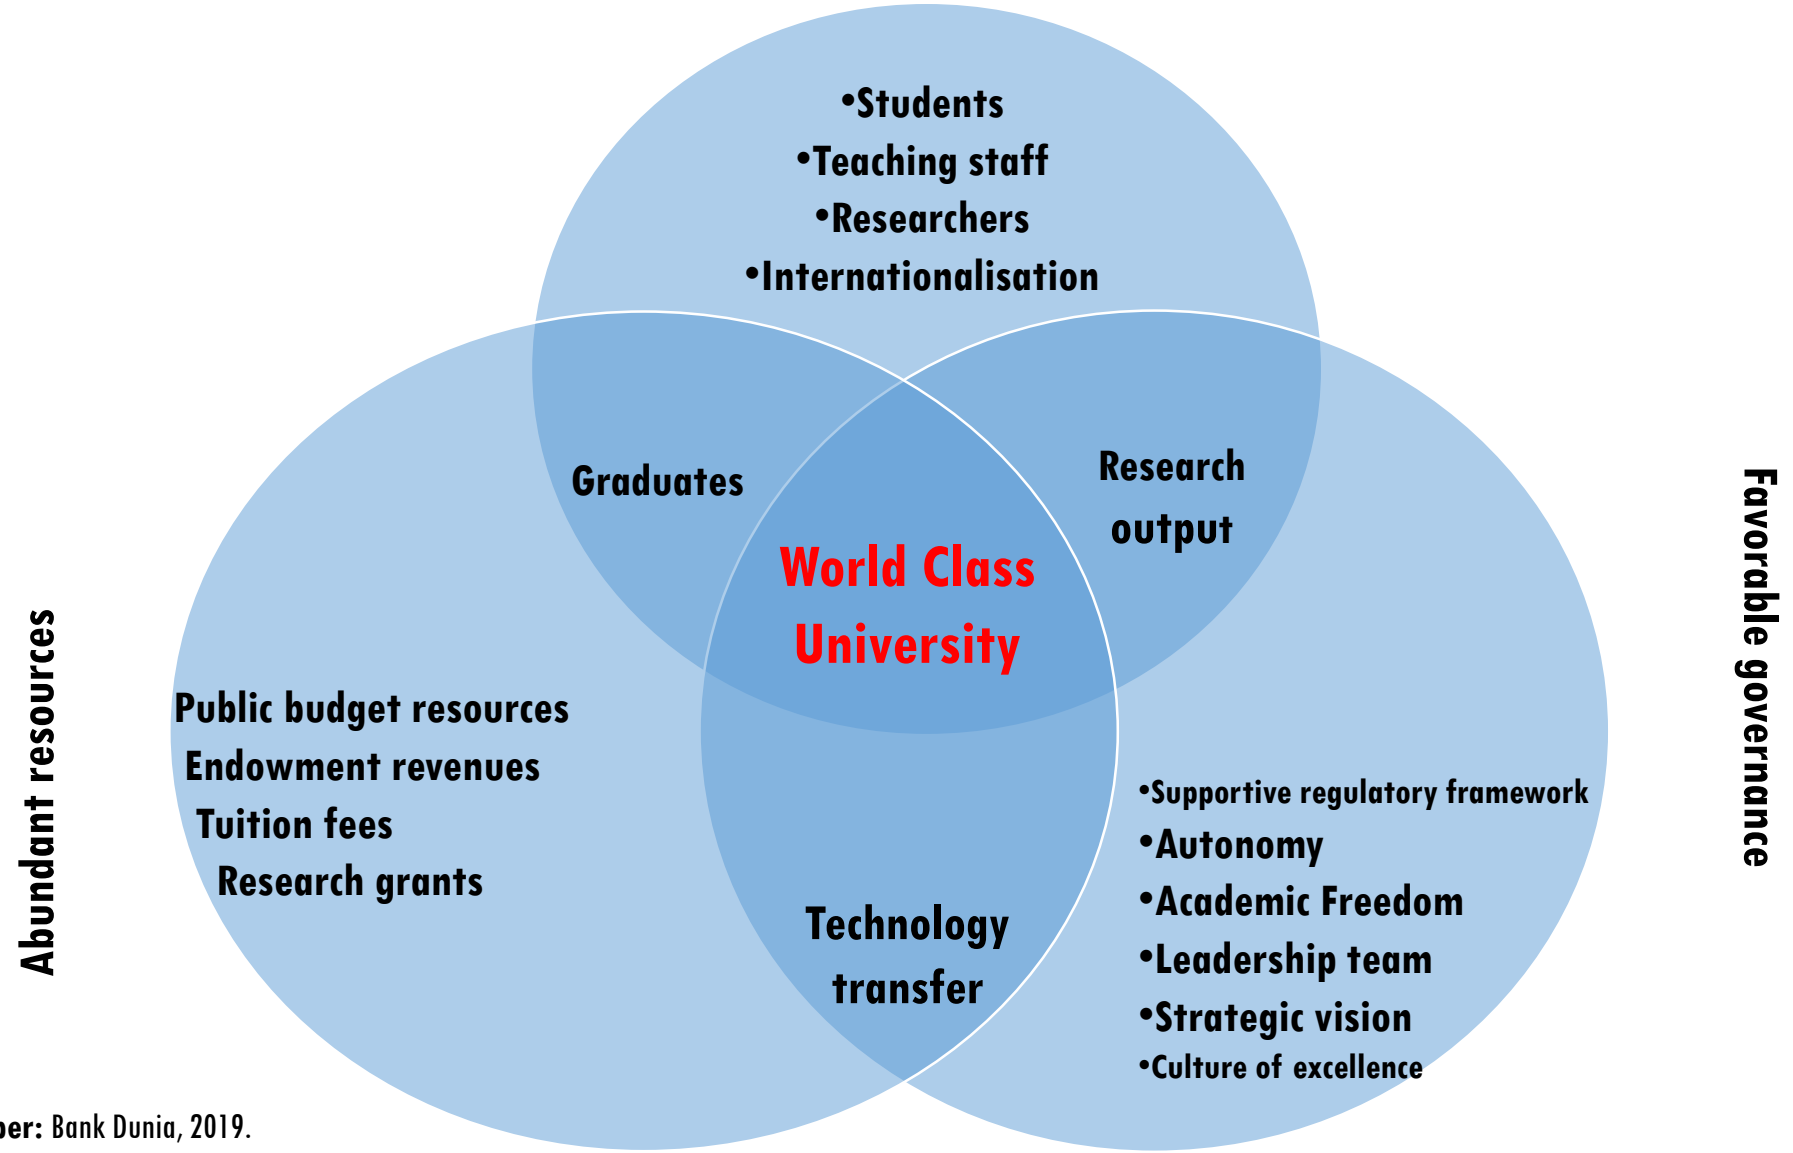 •Students
•Teaching staff
•Researchers
•Internationalisation
Graduates
Research
output
World Class
University
Abundant resources
Public budget resources
Endowment revenues
Tuition fees
Research grants
Technology
transfer
Favorable governance
•Supportive regulatory framework
•Autonomy
•Academic Freedom
•Leadership team
•Strategic vision
•Culture of excellence
Bank Dunia, 2019.